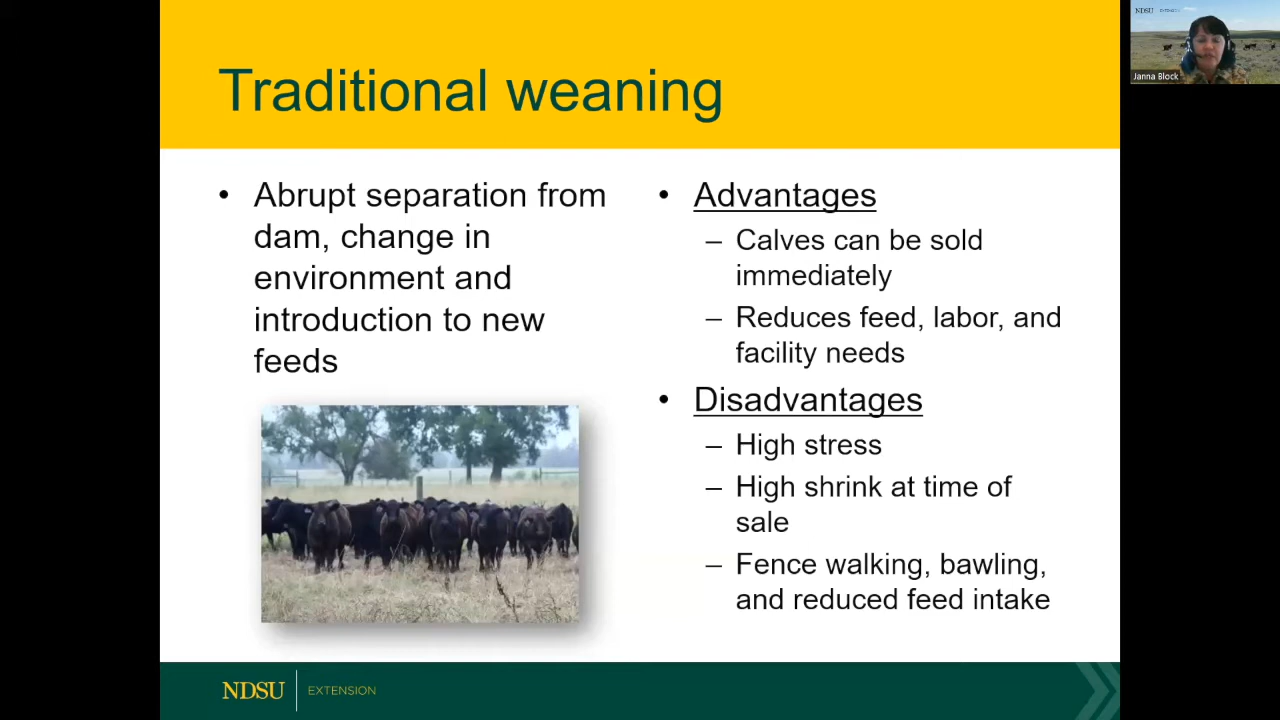 Traditional weaning
• Abrupt separation from
dam, change in
environment and
introduction to new
feeds
• Advantages
– Calves can be sold
immediately
– Reduces feed, labor, and
facility needs
• Disadvantages
– High stress
– High shrink at time of
sale
– Fence walking, bawling,
and reduced feed intake
NDSU EXTENSION
NDSU EXTENSION
Janna Block